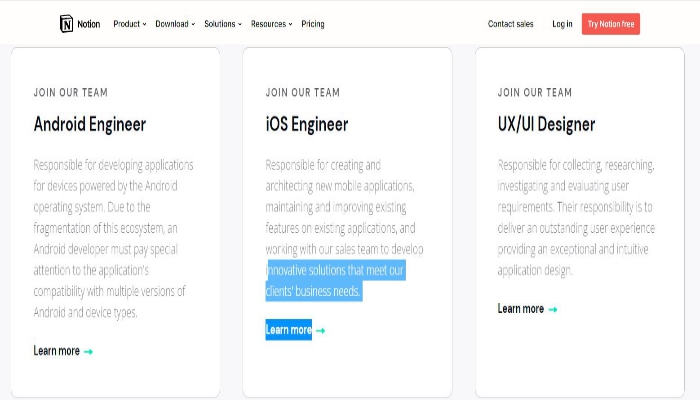 Notion Product Download Solutions Resources Pricing Contact sales Log in Try Notion free
JOIN OUR TEAM
Android Engineer
Responsible for developing applications
for devices powered by the Android
operating system. Due to the
fragmentation of this ecosystem, an
Android developer must pay special
attention to the application's
compatibility with multiple versions of
Android and device types.
Learn more →
JOIN OUR TEAM
iOS Engineer
Responsible for creating and
architecting new mobile applications,
maintaining and improving existing
features on existing applications, and
working with our sales team to develop
innovative solutions that meet our
clients' business needs.
Learn more →
JOIN OUR TEAM
UX/UI Designer
Responsible for collecting, researching,
investigating and evaluating user
requirements. Their responsibility is to
deliver an outstanding user experience
providing an exceptional and intuitive
application design.
Learn more →